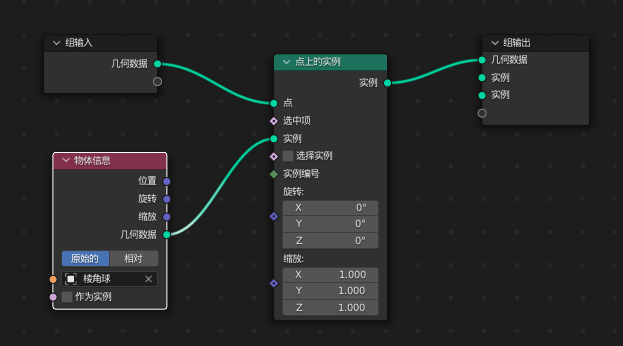 组输入
几何数据
物体信息
位置
旋转
缩放
几何数据
原始的 相对
棱角球
作为实例
点上的实例
实例
点
选中项
实例
选择实例
实例编号
旋转:
X 0°
Y 0°
Z 0°
缩放:
X 1.000
Y 1.000
Z 1.000
组输出
几何数据
实例
实例